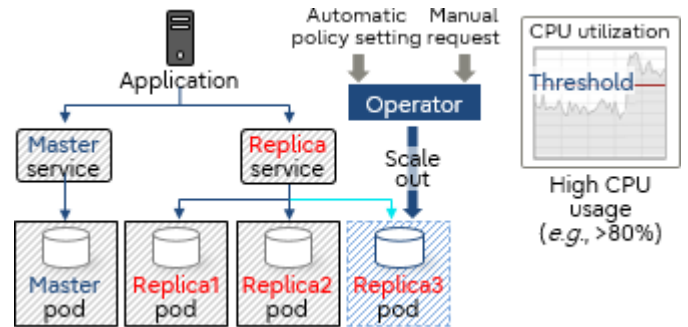 Automatic
policy setting
Manual
request
CPU utilization
Threshold
High CPU
usage
(e.g., >80%)
Application
Operator
Master
service
Replica
service
Scale
out
Master
pod
Replica1
pod
Replica2
pod
Replica3
pod